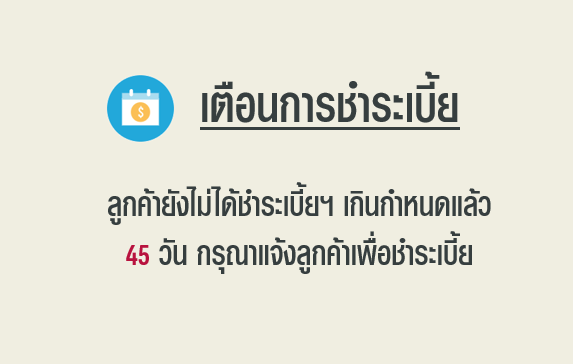 เตือนการชำระเบี้ย
$
ลูกค้ายังไม่ได้ชำระเบี้ยฯ เกินกำหนดแล้ว
45 วัน กรุณาแจ้งลูกค้าเพื่อชำระเบี้ย